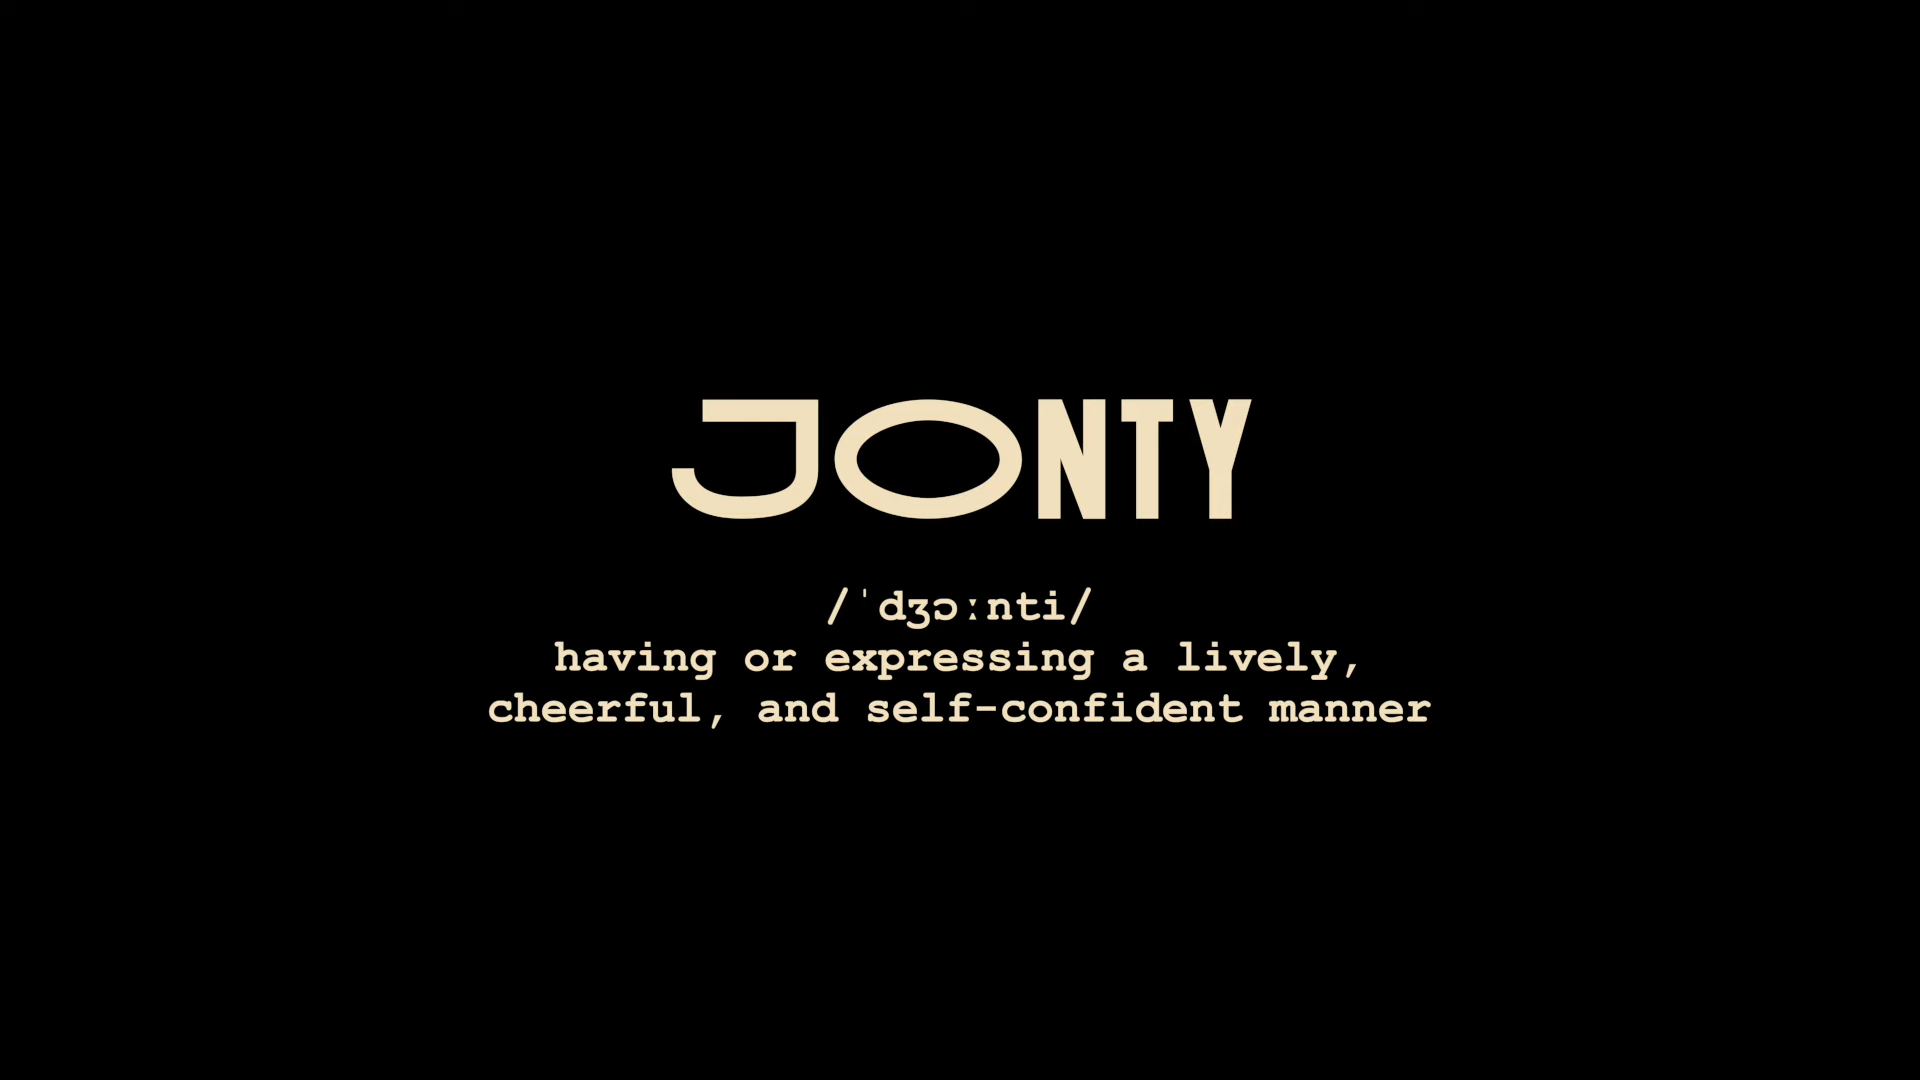 JONTY
/ˈdʒɔːnti/
having or expressing a lively,
cheerful, and self-confident manner